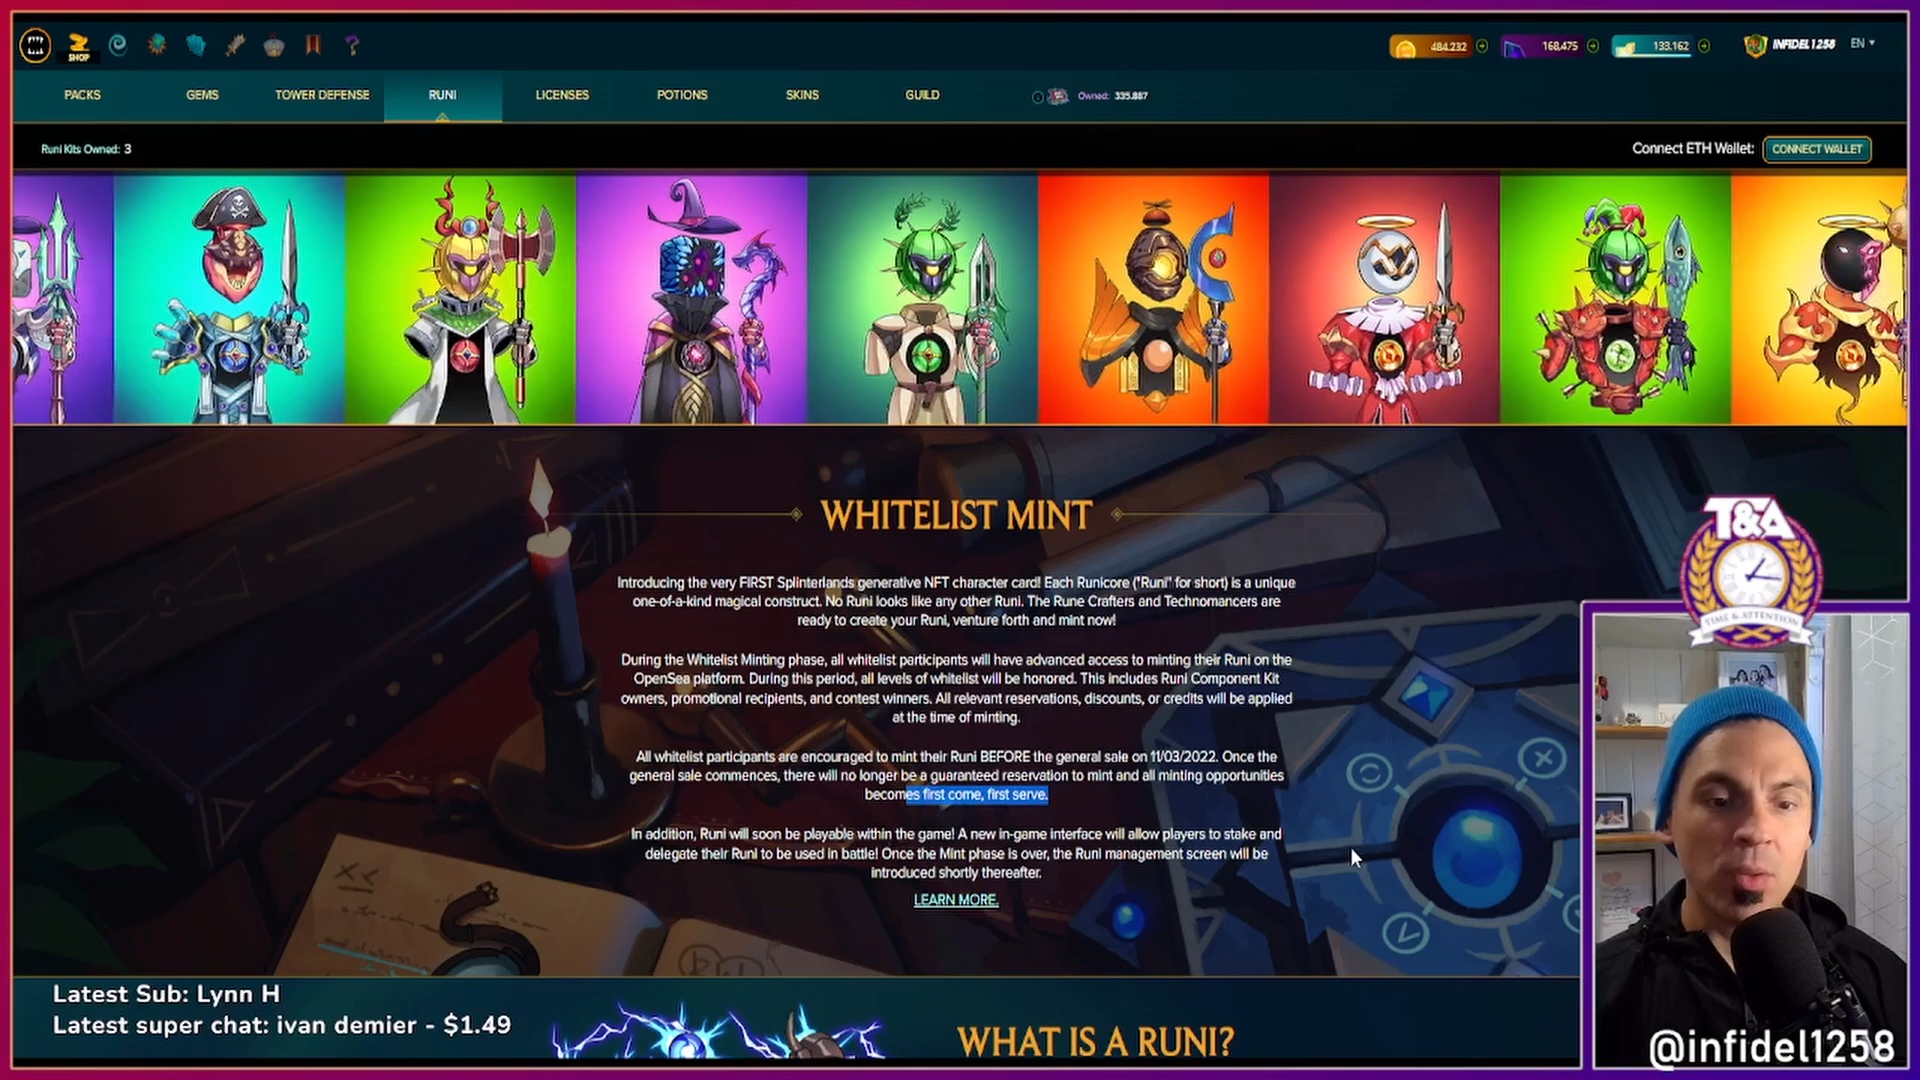 SHOP
484.232
168,475
133.162
INFIDEL1258
EN
PACKS
GEMS
TOWER DEFENSE
RUNI
LICENSES
POTIONS
SKINS
GUILD
Owned: 335.887
Runi Kits Owned: 3
Connect ETH Wallet:
CONNECT WALLET
WHITELIST MINT
Introducing the very FIRST Splinterlands generative NFT character card! Each Runicore ("Runi" for short) is a unique
one-of-a-kind magical construct. No Runi looks like any other Runi. The Rune Crafters and Technomancers are
ready to create your Runi, venture forth and mint now!
During the Whitelist Minting phase, all whitelist participants will have advanced access to minting their Runi on the
OpenSea platform. During this period, all levels of whitelist will be honored. This includes Runi Component Kit
owners, promotional recipients, and contest winners. All relevant reservations, discounts, or credits will be applied
at the time of minting.
All whitelist participants are encouraged to mint their Runi BEFORE the general sale on 11/03/2022. Once the
general sale commences, there will no longer be a guaranteed reservation to mint and all minting opportunities
becomes first come, first serve.
In addition, Runi will soon be playable within the game! A new in-game interface will allow players to stake and
delegate their Runi to be used in battle! Once the Mint phase is over, the Runi management screen will be
introduced shortly thereafter.
LEARN MORE.
T&A
TIME & ATTENTION
Latest Sub: Lynn H
Latest super chat: ivan demier - $1.49
WHAT IS A RUNI?
@infidel1258